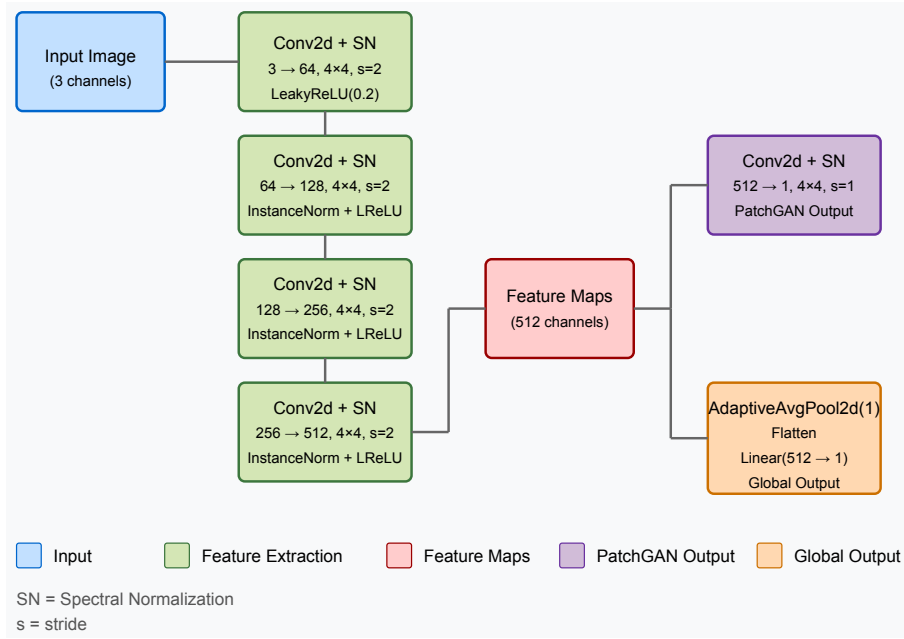 Input Image
(3 channels)
Conv2d + SN
3 → 64, 4×4, s=2
LeakyReLU(0.2)
Conv2d + SN
64 → 128, 4×4, s=2
InstanceNorm + LReLU
Conv2d + SN
128 → 256, 4×4, s=2
InstanceNorm + LReLU
Conv2d + SN
256 → 512, 4×4, s=2
InstanceNorm + LReLU
Feature Maps
(512 channels)
Conv2d + SN
512 → 1, 4×4, s=1
PatchGAN Output
AdaptiveAvgPool2d(1)
Flatten
Linear(512 → 1)
Global Output
Input
Feature Extraction
Feature Maps
PatchGAN Output
Global Output
SN = Spectral Normalization
s = stride